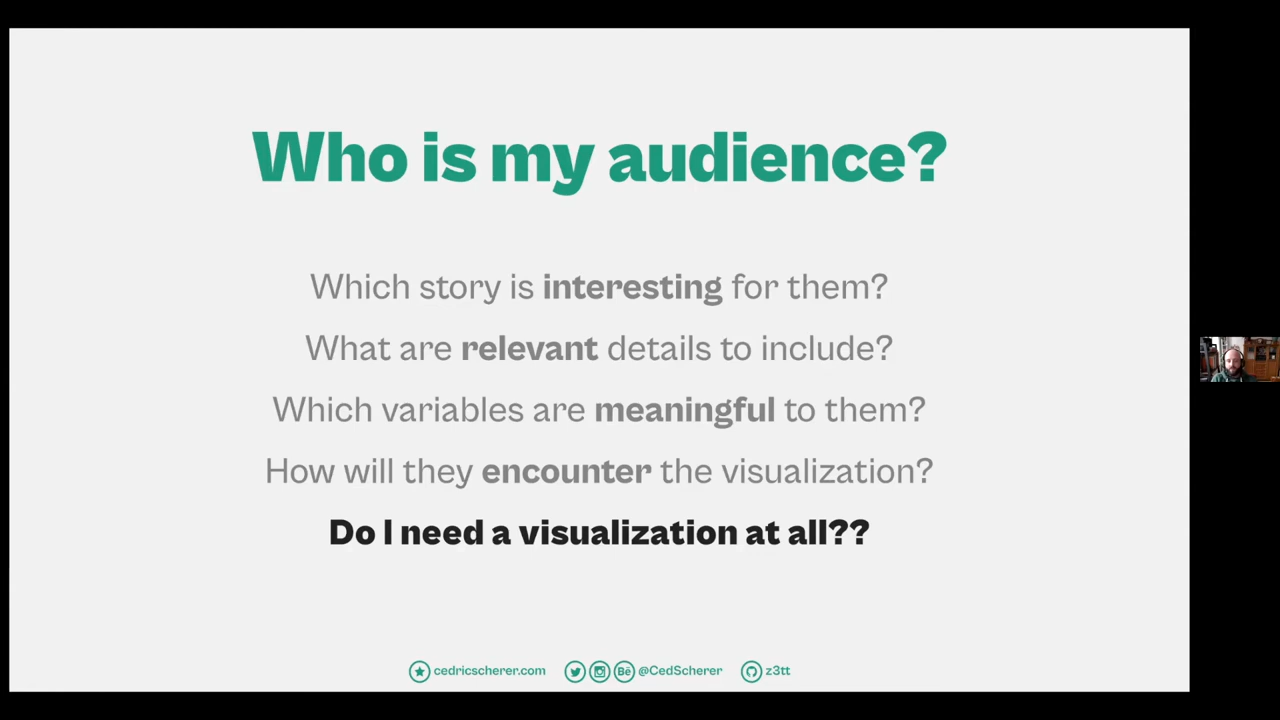 Who is my audience?
Which story is interesting for them?
What are relevant details to include?
Which variables are meaningful to them?
How will they encounter the visualization?
Do I need a visualization at all??
cedricscherer.com Bē @CedScherer z3tt